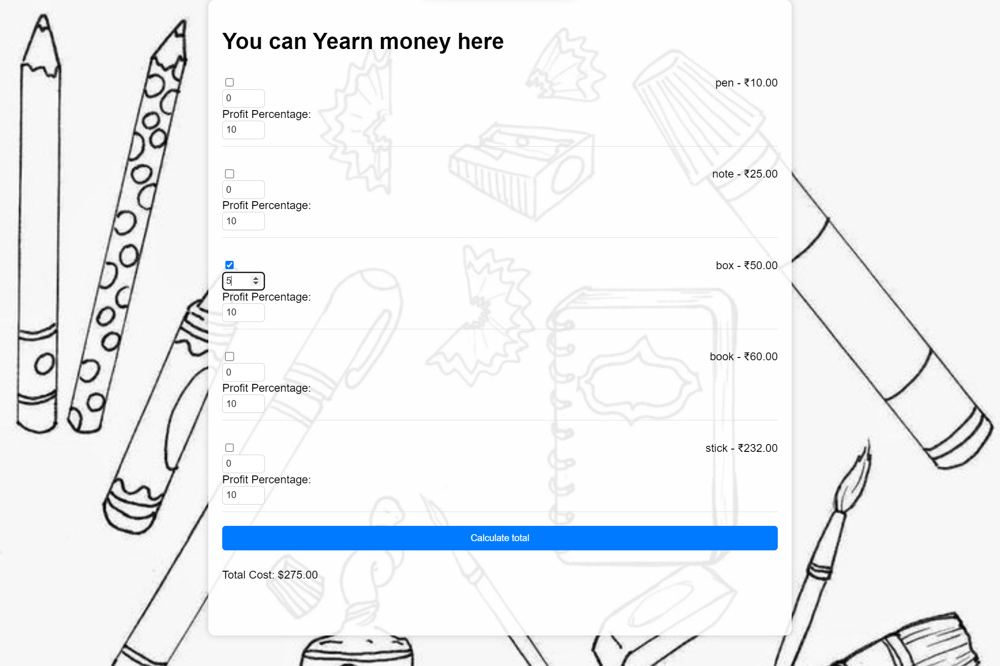 You can Yearn money here
pen - ₹10.00
0
Profit Percentage:
10
note - ₹25.00
0
Profit Percentage:
10
box - ₹50.00
5
Profit Percentage:
10
book - ₹60.00
0
Profit Percentage:
10
stick - ₹232.00
0
Profit Percentage:
10
Calculate total
Total Cost: $275.00